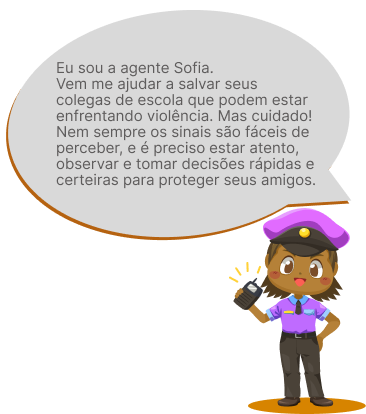 Eu sou a agente Sofia.
Vem me ajudar a salvar seus
colegas de escola que podem estar
enfrentando violência. Mas cuidado!
Nem sempre os sinais são fáceis de
perceber, e é preciso estar atento,
observar e tomar decisões rápidas e
certeiras para proteger seus amigos.